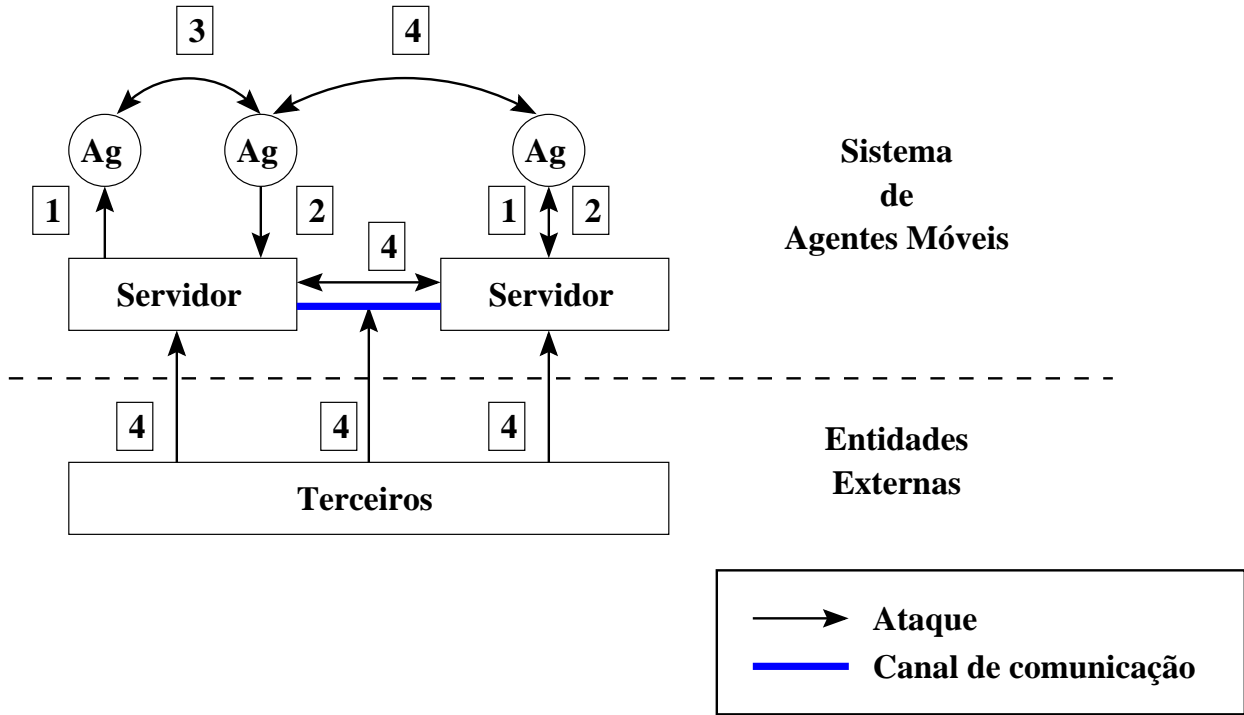 3 4
Ag Ag Ag
Sistema
de
Agentes Móveis
1 2 1 2
4
Servidor Servidor
4 4 4
Entidades
Externas
Terceiros
Ataque
Canal de comunicação